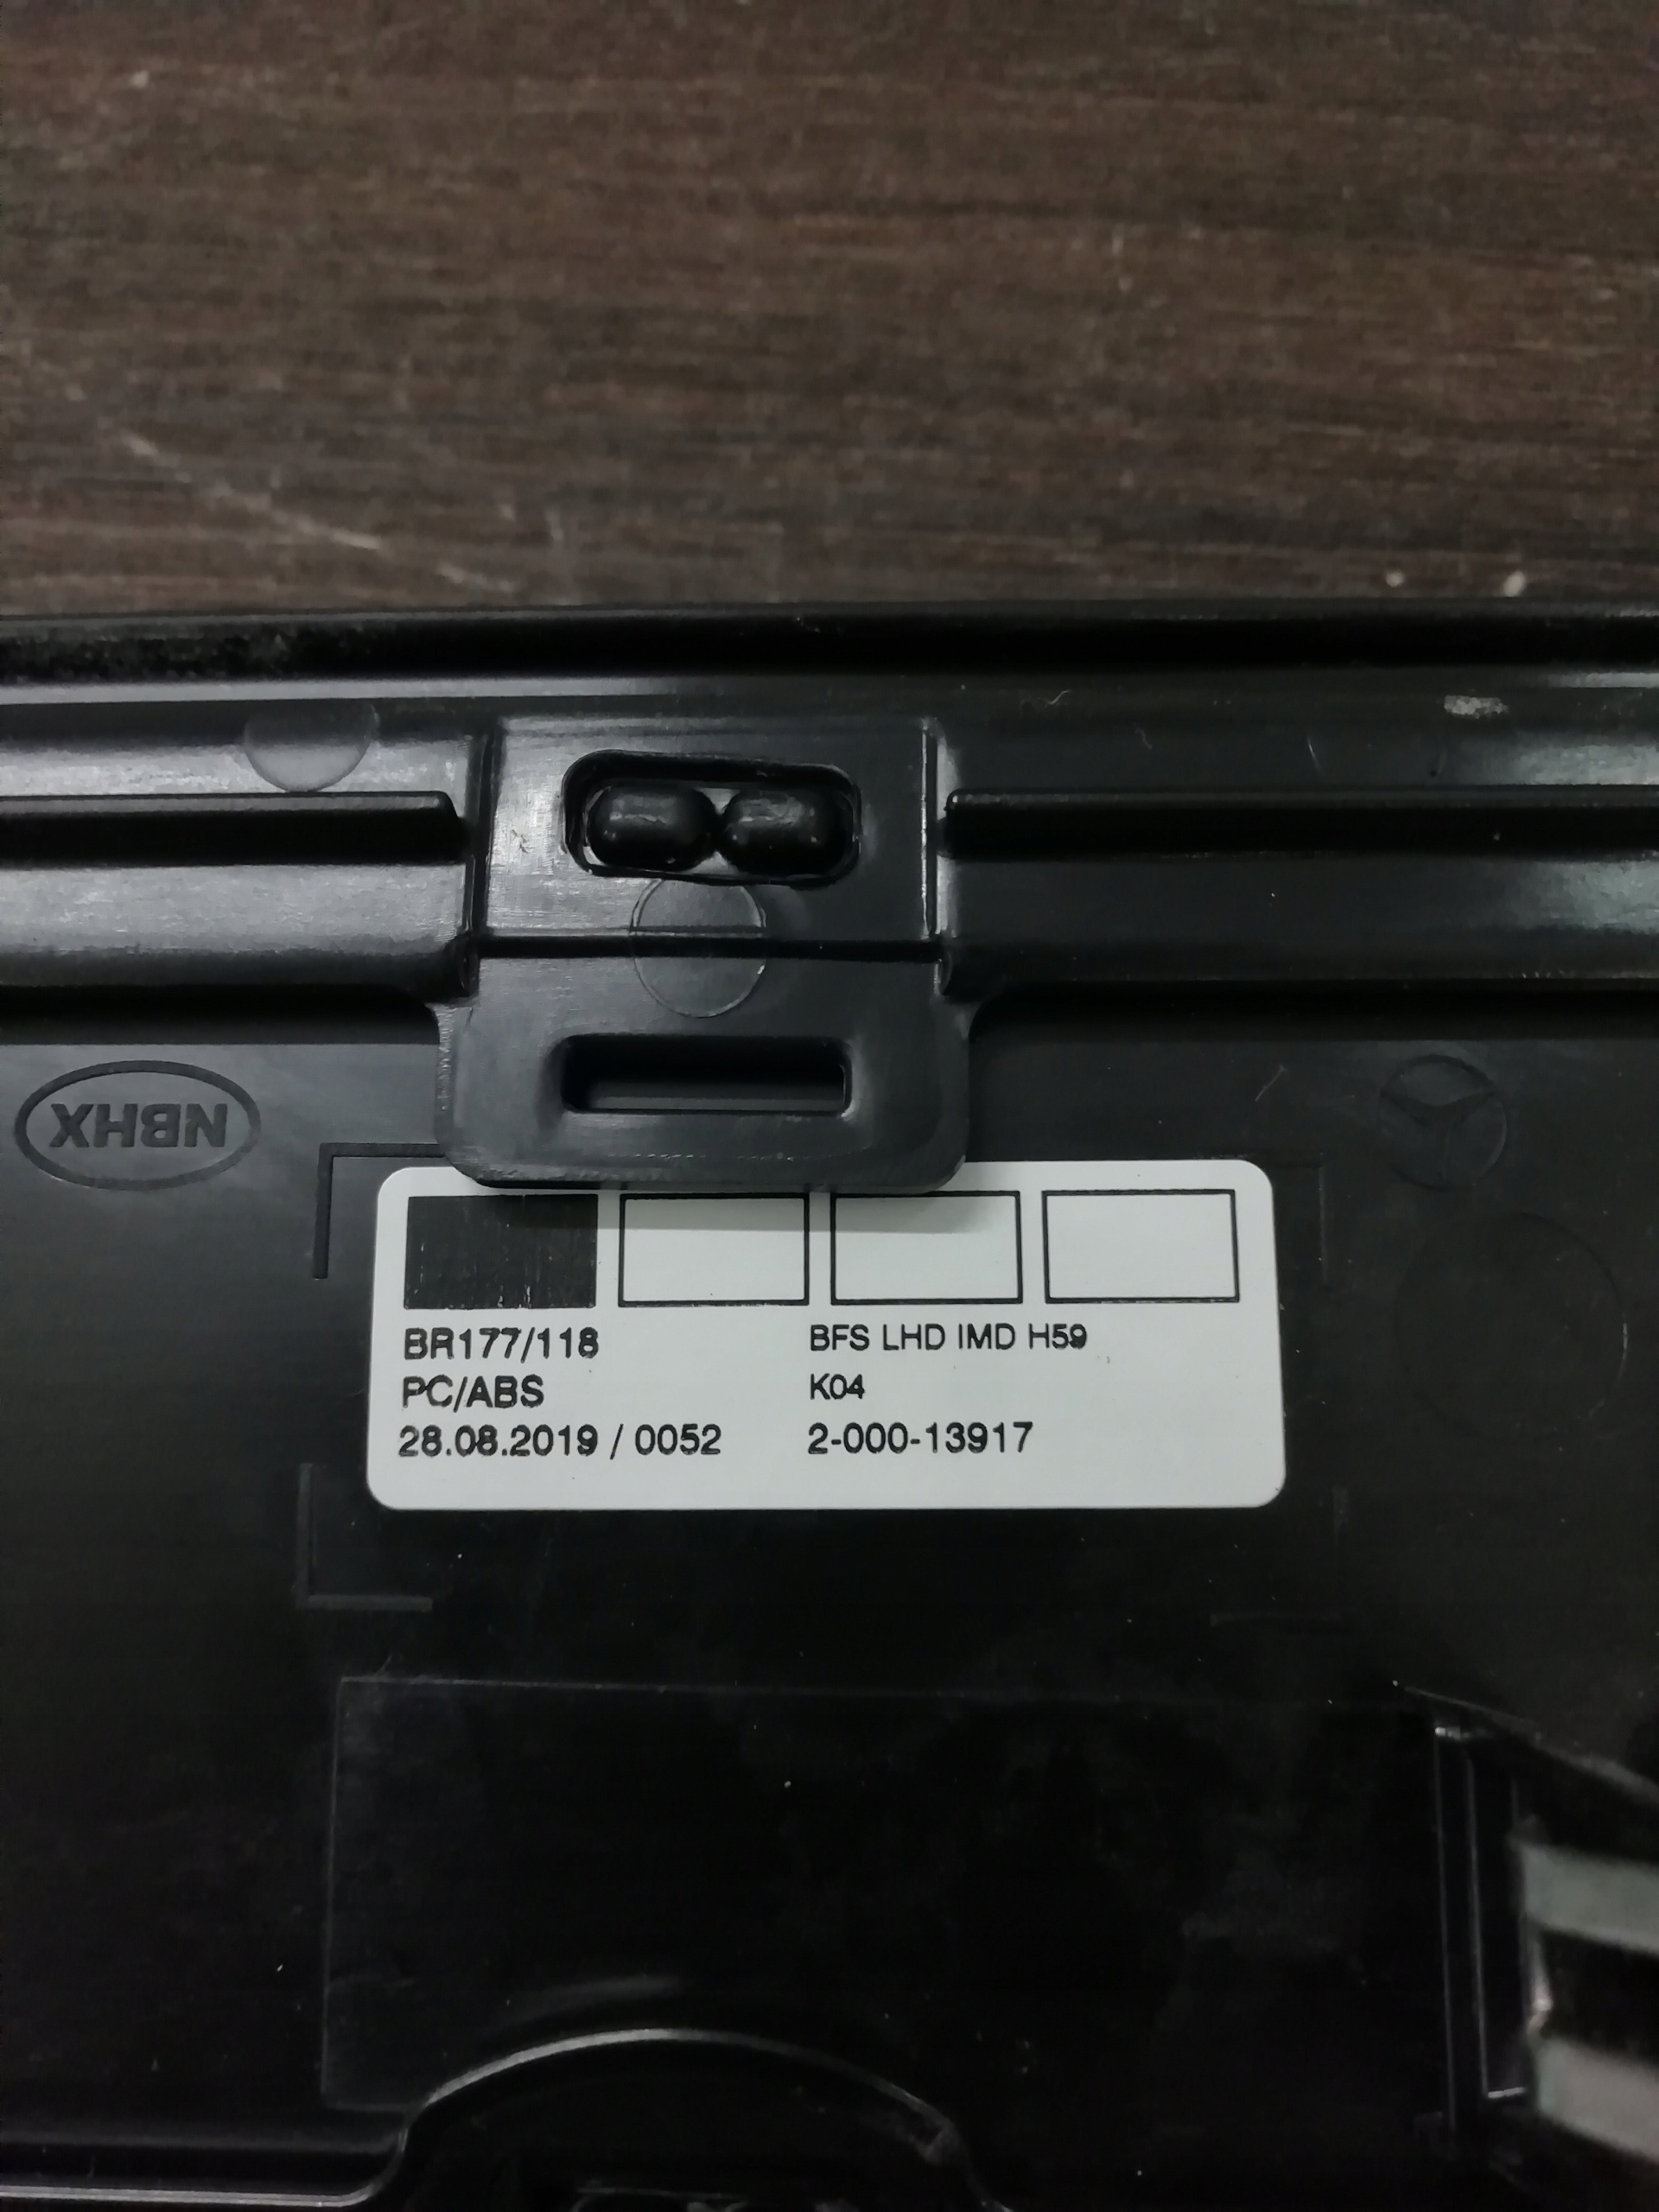 NBHX
BR177/118
BFS LHD IMD H59
PC/ABS
K04
28.08.2019 / 0052
2-000-13917